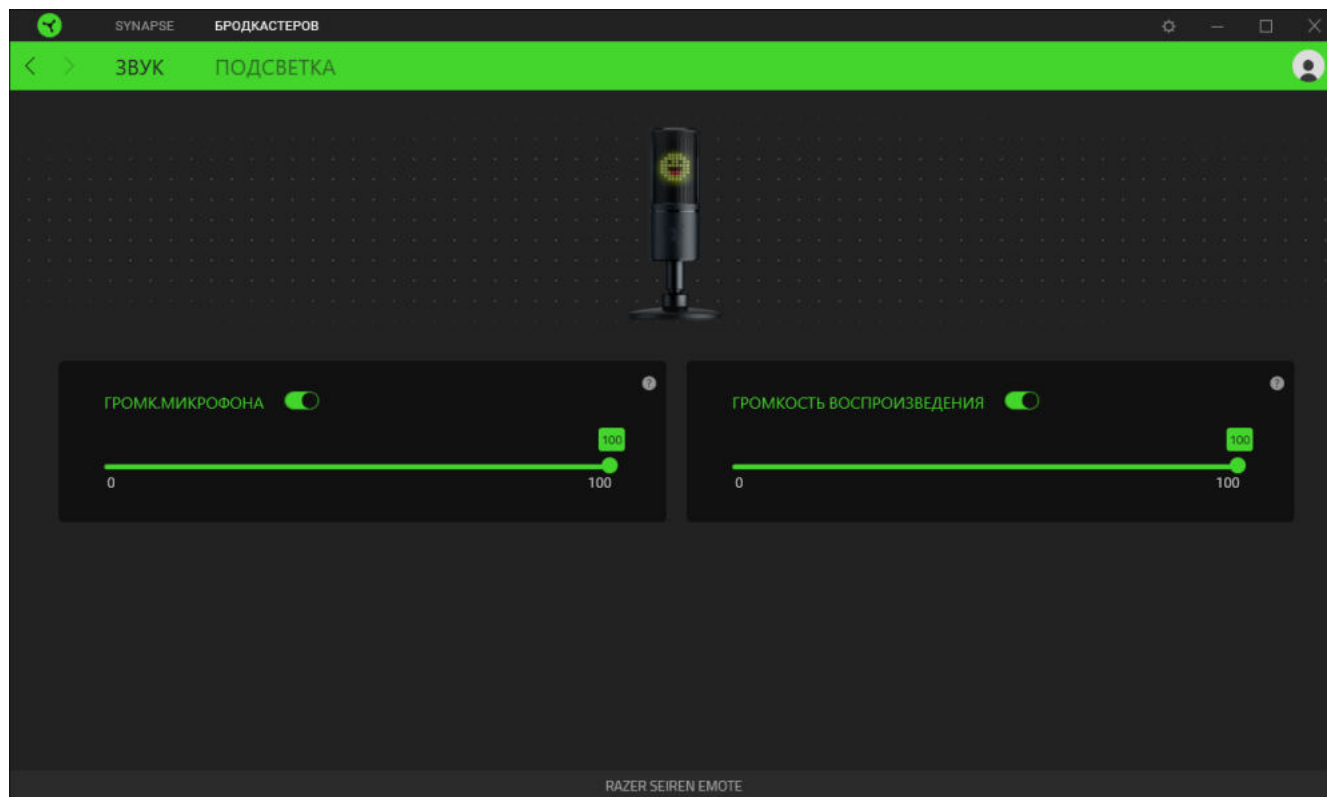 SYNAPSE БРОДКАСТЕРОВ
ЗВУК ПОДСВЕТКА
ГРОМК.МИКРОФОНА
?
100
0 100
ГРОМКОСТЬ ВОСПРОИЗВЕДЕНИЯ
?
100
0 100
RAZER SEIREN EMOTE